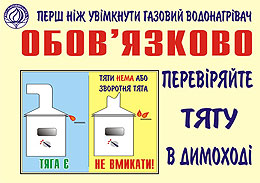 ПЕРШ НІЖ УВІМКНУТИ ГАЗОВИЙ ВОДОНАГРІВАЧ
ОБОВ'ЯЗКОВО
ПЕРЕВІРЯЙТЕ
ТЯГУ
В ДИМОХОДІ
ТЯГИ НЕМА АБО
ЗВОРОТНЯ ТЯГА
ТЯГА Є
НЕ ВМИКАТИ!